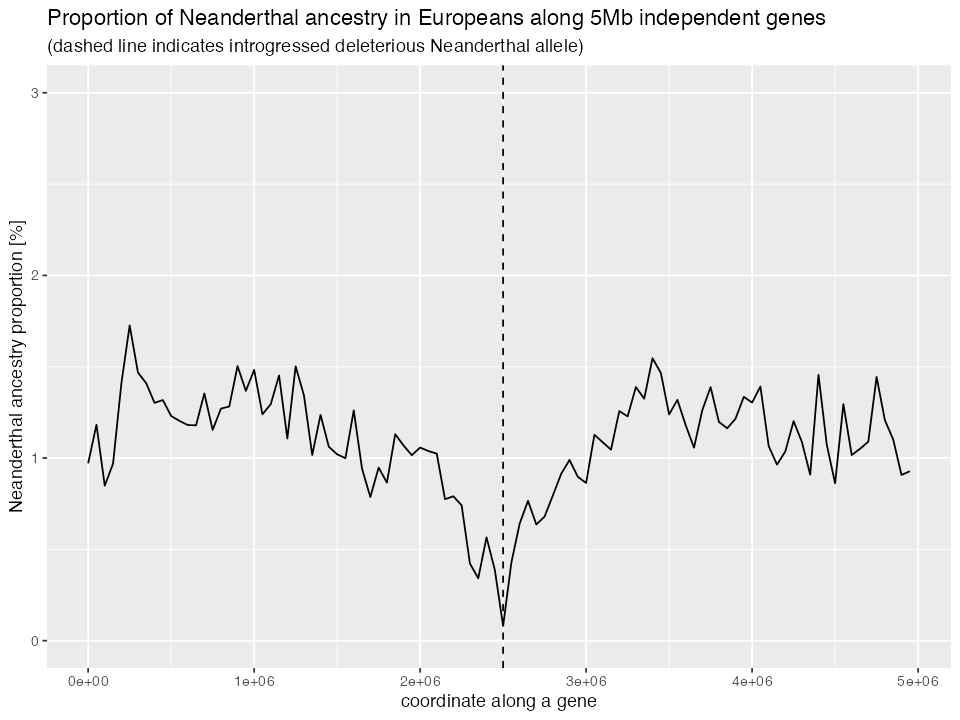 Proportion of Neanderthal ancestry in Europeans along 5Mb independent genes
(dashed line indicates introgressed deleterious Neanderthal allele)
Neanderthal ancestry proportion [%]
3
2
1
0
0e+00 1e+06 2e+06 3e+06 4e+06 5e+06
coordinate along a gene